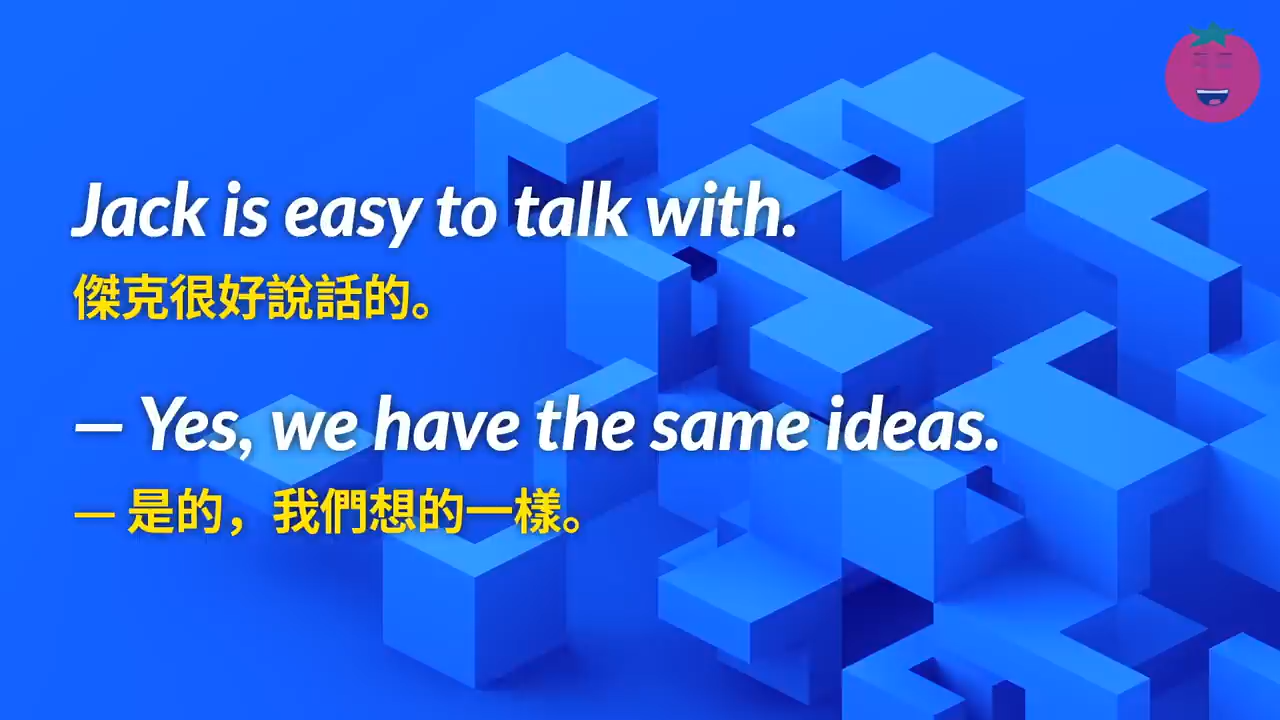 Jack is easy to talk with.
傑克很好說話的。
— Yes, we have the same ideas.
— 是的，我們想的一樣。